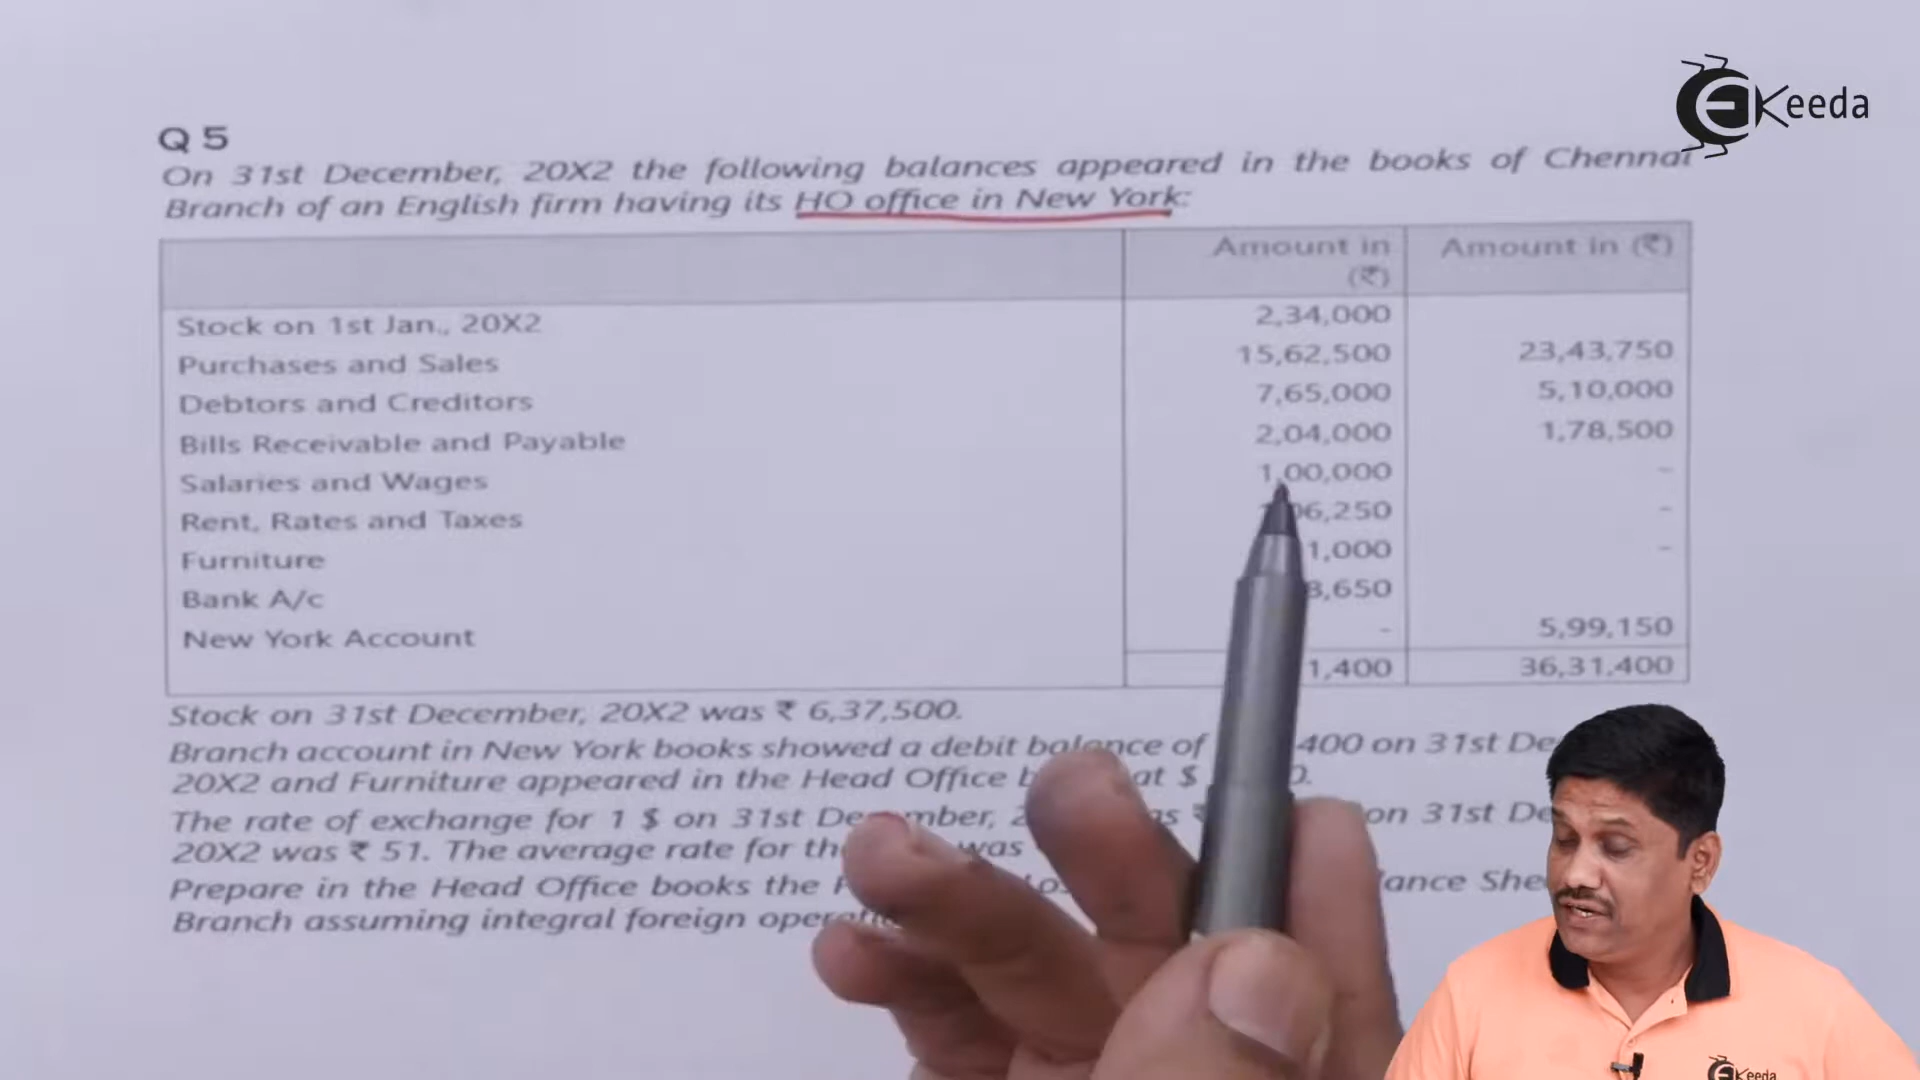 Keeda
Q 5
On 31st December, 20X2 the following balances appeared in the books of Chennai
Branch of an English firm having its HO office in New York:
Amount in (₹) Amount in (₹)
Stock on 1st Jan., 20X2 2,34,000
Purchases and Sales 15,62,500 23,43,750
Debtors and Creditors 7,65,000 5,10,000
Bills Receivable and Payable 2,04,000 1,78,500
Salaries and Wages 1,00,000 –
Rent, Rates and Taxes 06,250 –
Furniture 1,000 –
Bank A/c 8,650
New York Account – 5,99,150
1,400 36,31,400
Stock on 31st December, 20X2 was ₹ 6,37,500.
Branch account in New York books showed a debit balance of 400 on 31st
20X2 and Furniture appeared in the Head Office at $
The rate of exchange for 1 $ on 31st December, on 31st
20X2 was ₹ 51. The average rate for the was
Prepare in the Head Office books the
Branch assuming integral foreign
Keeda